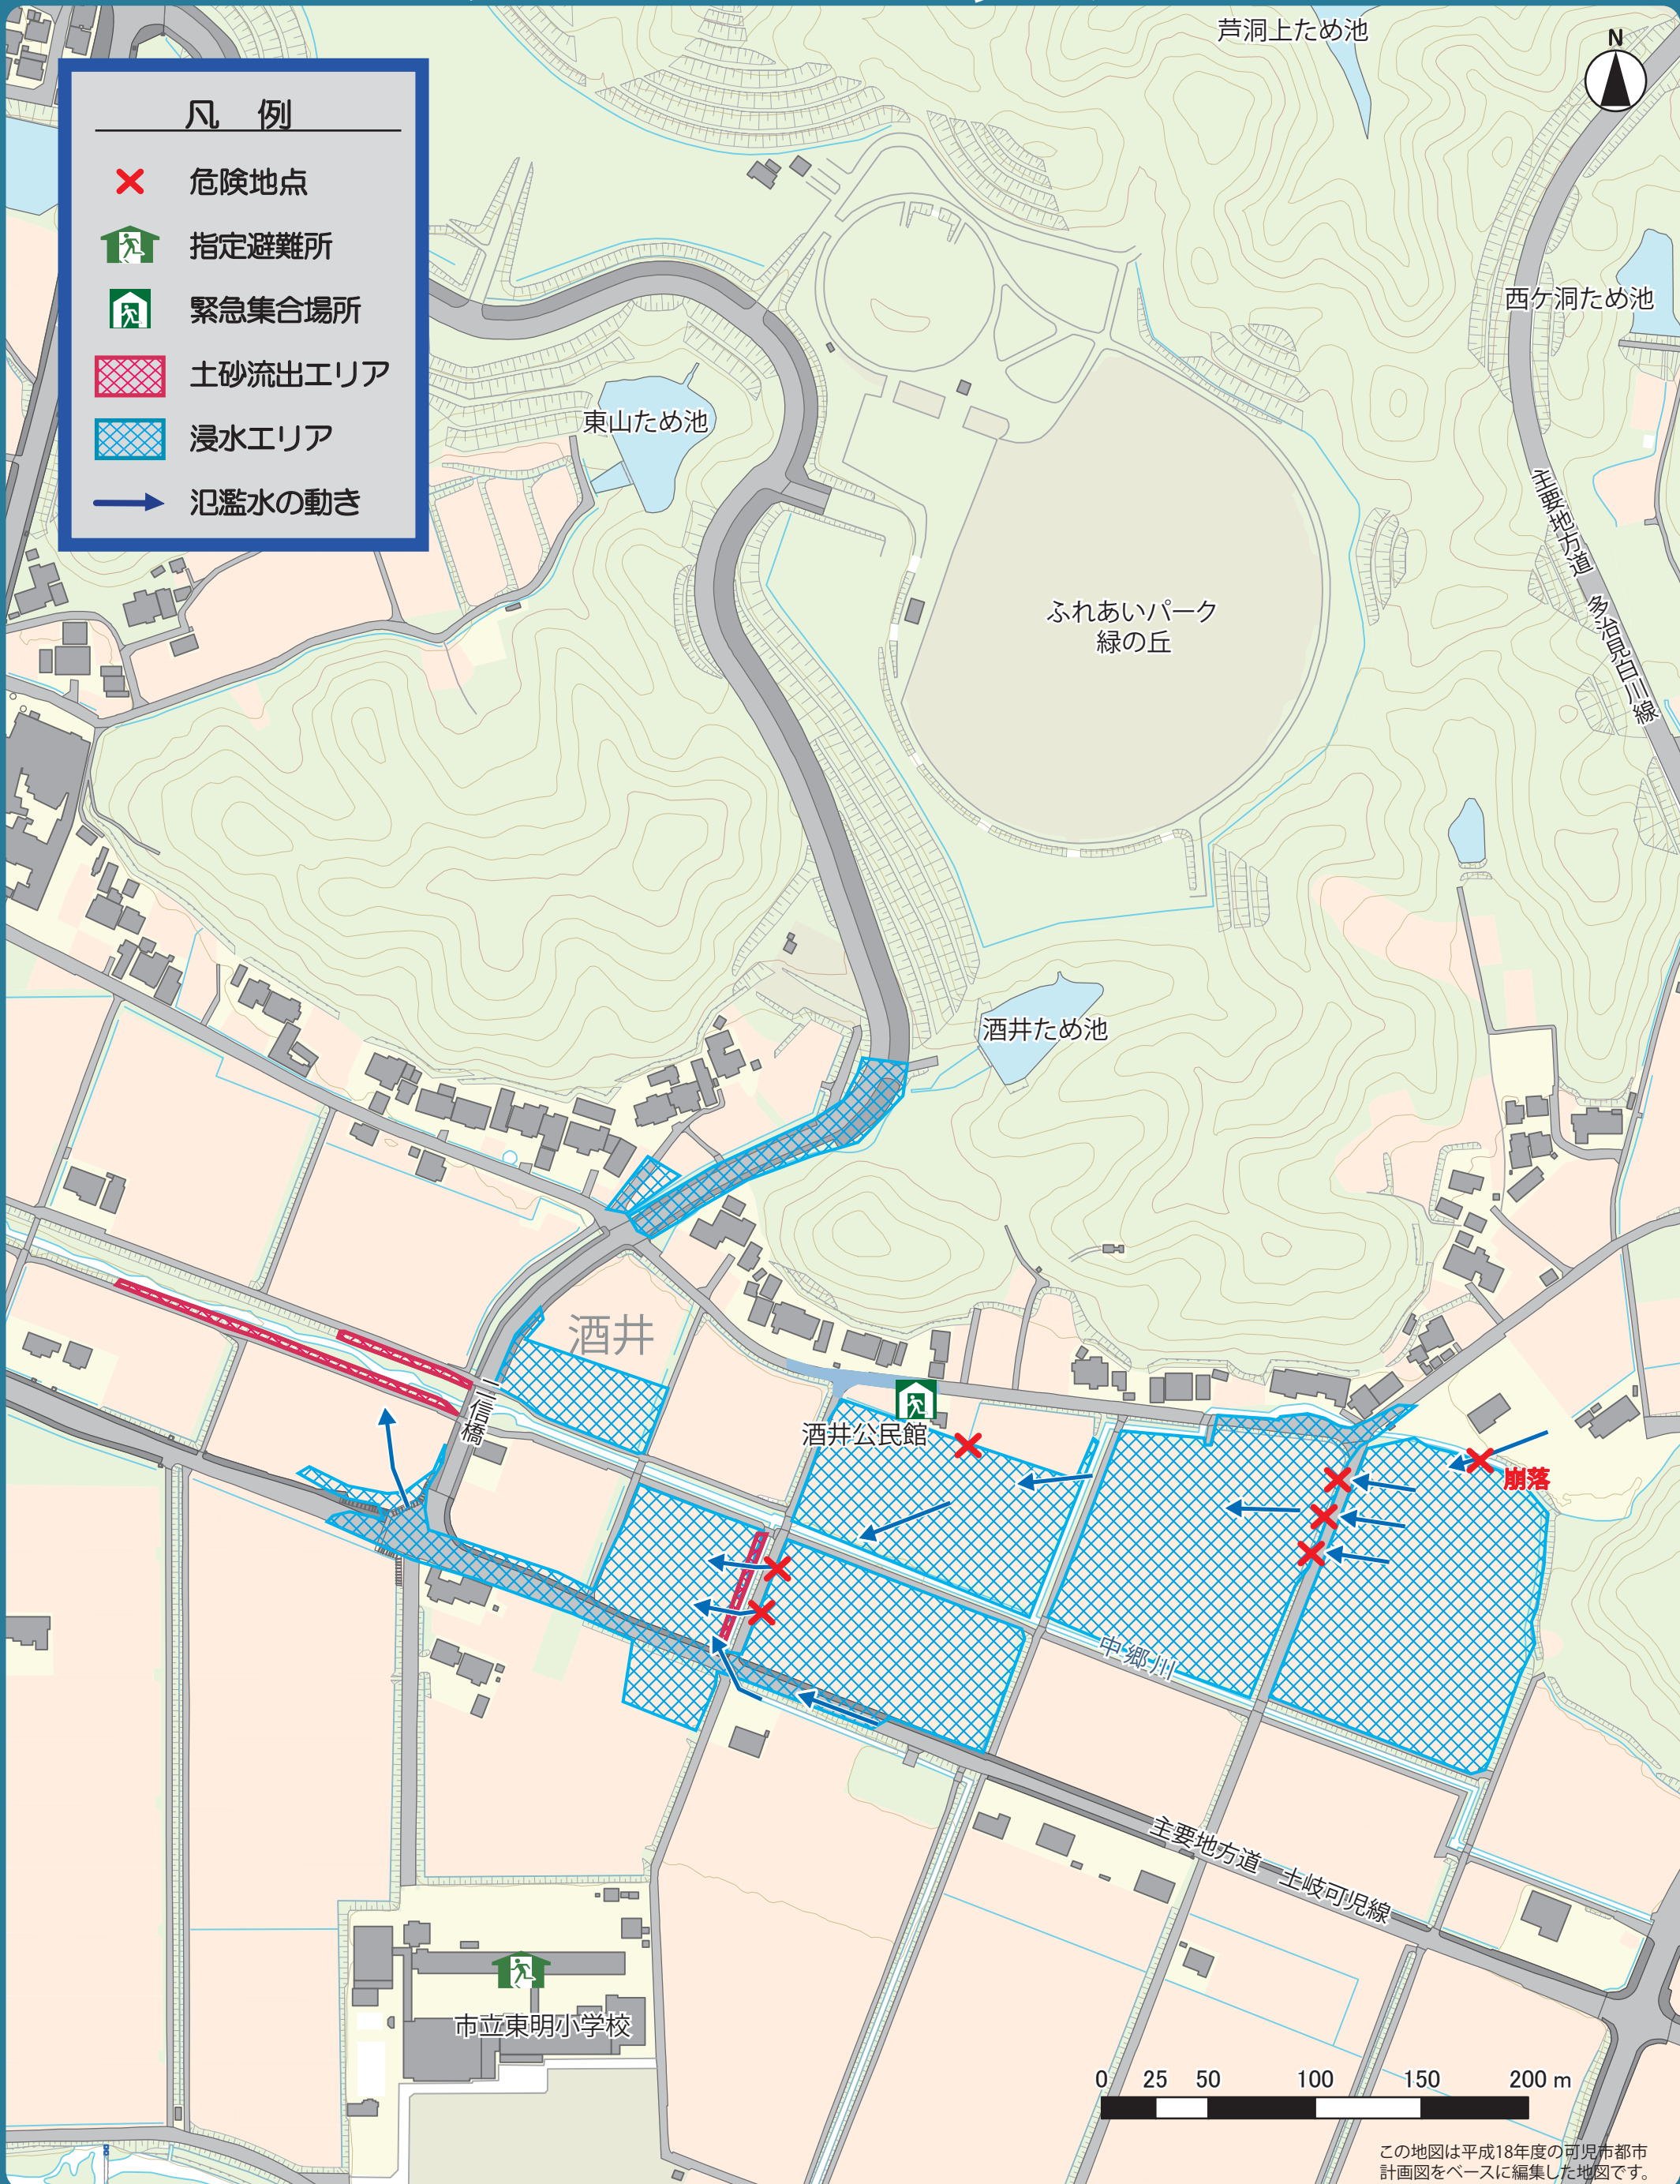 芦洞上ため池
N
凡 例
危険地点
指定避難所
緊急集合場所
土砂流出エリア
浸水エリア
氾濫水の動き
西ケ洞ため池
東山ため池
主要地方道 多治見白川線
ふれあいパーク
緑の丘
酒井ため池
酒井
二信橋
酒井公民館
崩落
中郷川
主要地方道 土岐可児線
市立東明小学校
0 25 50 100 150 200 m
この地図は平成18年度の可児市都市
計画図をベースに編集した地図です。